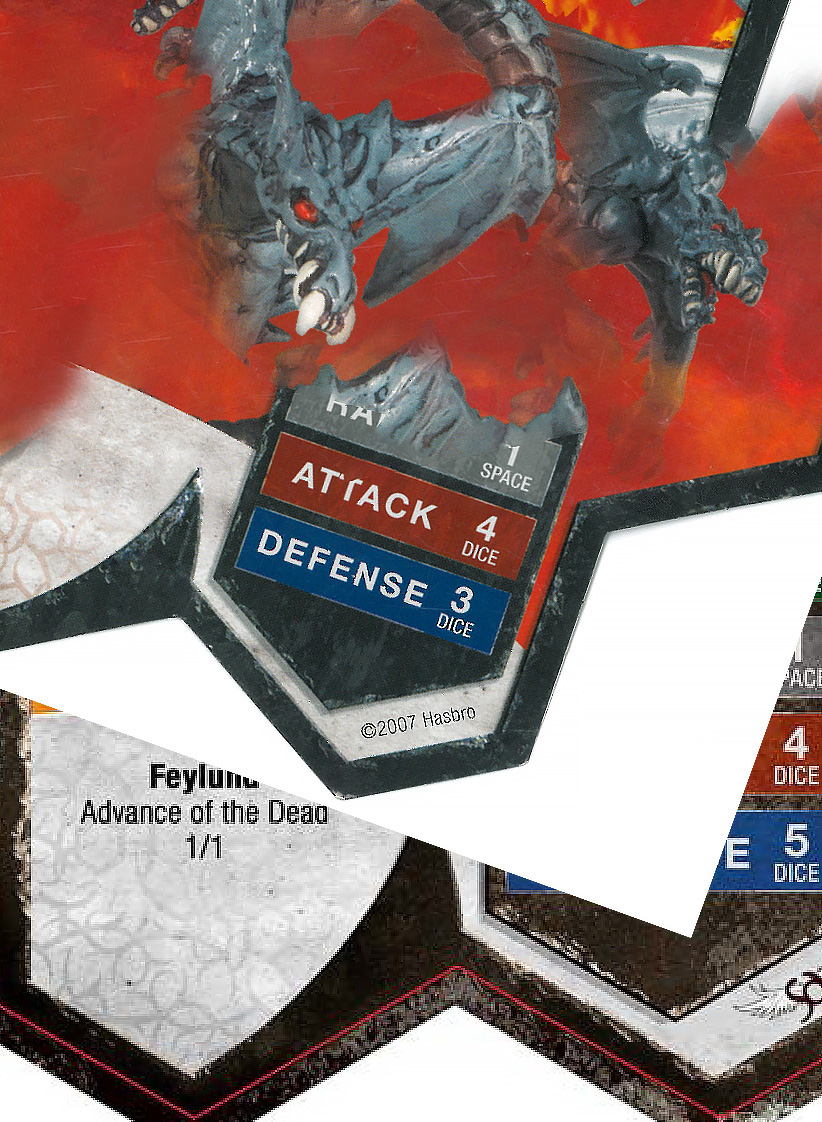 1
SPACE
ATTACK 4
DICE
DEFENSE 3
DICE
©2007 Hasbro
4
DICE
5
DICE
Advance of the Dead
1/1